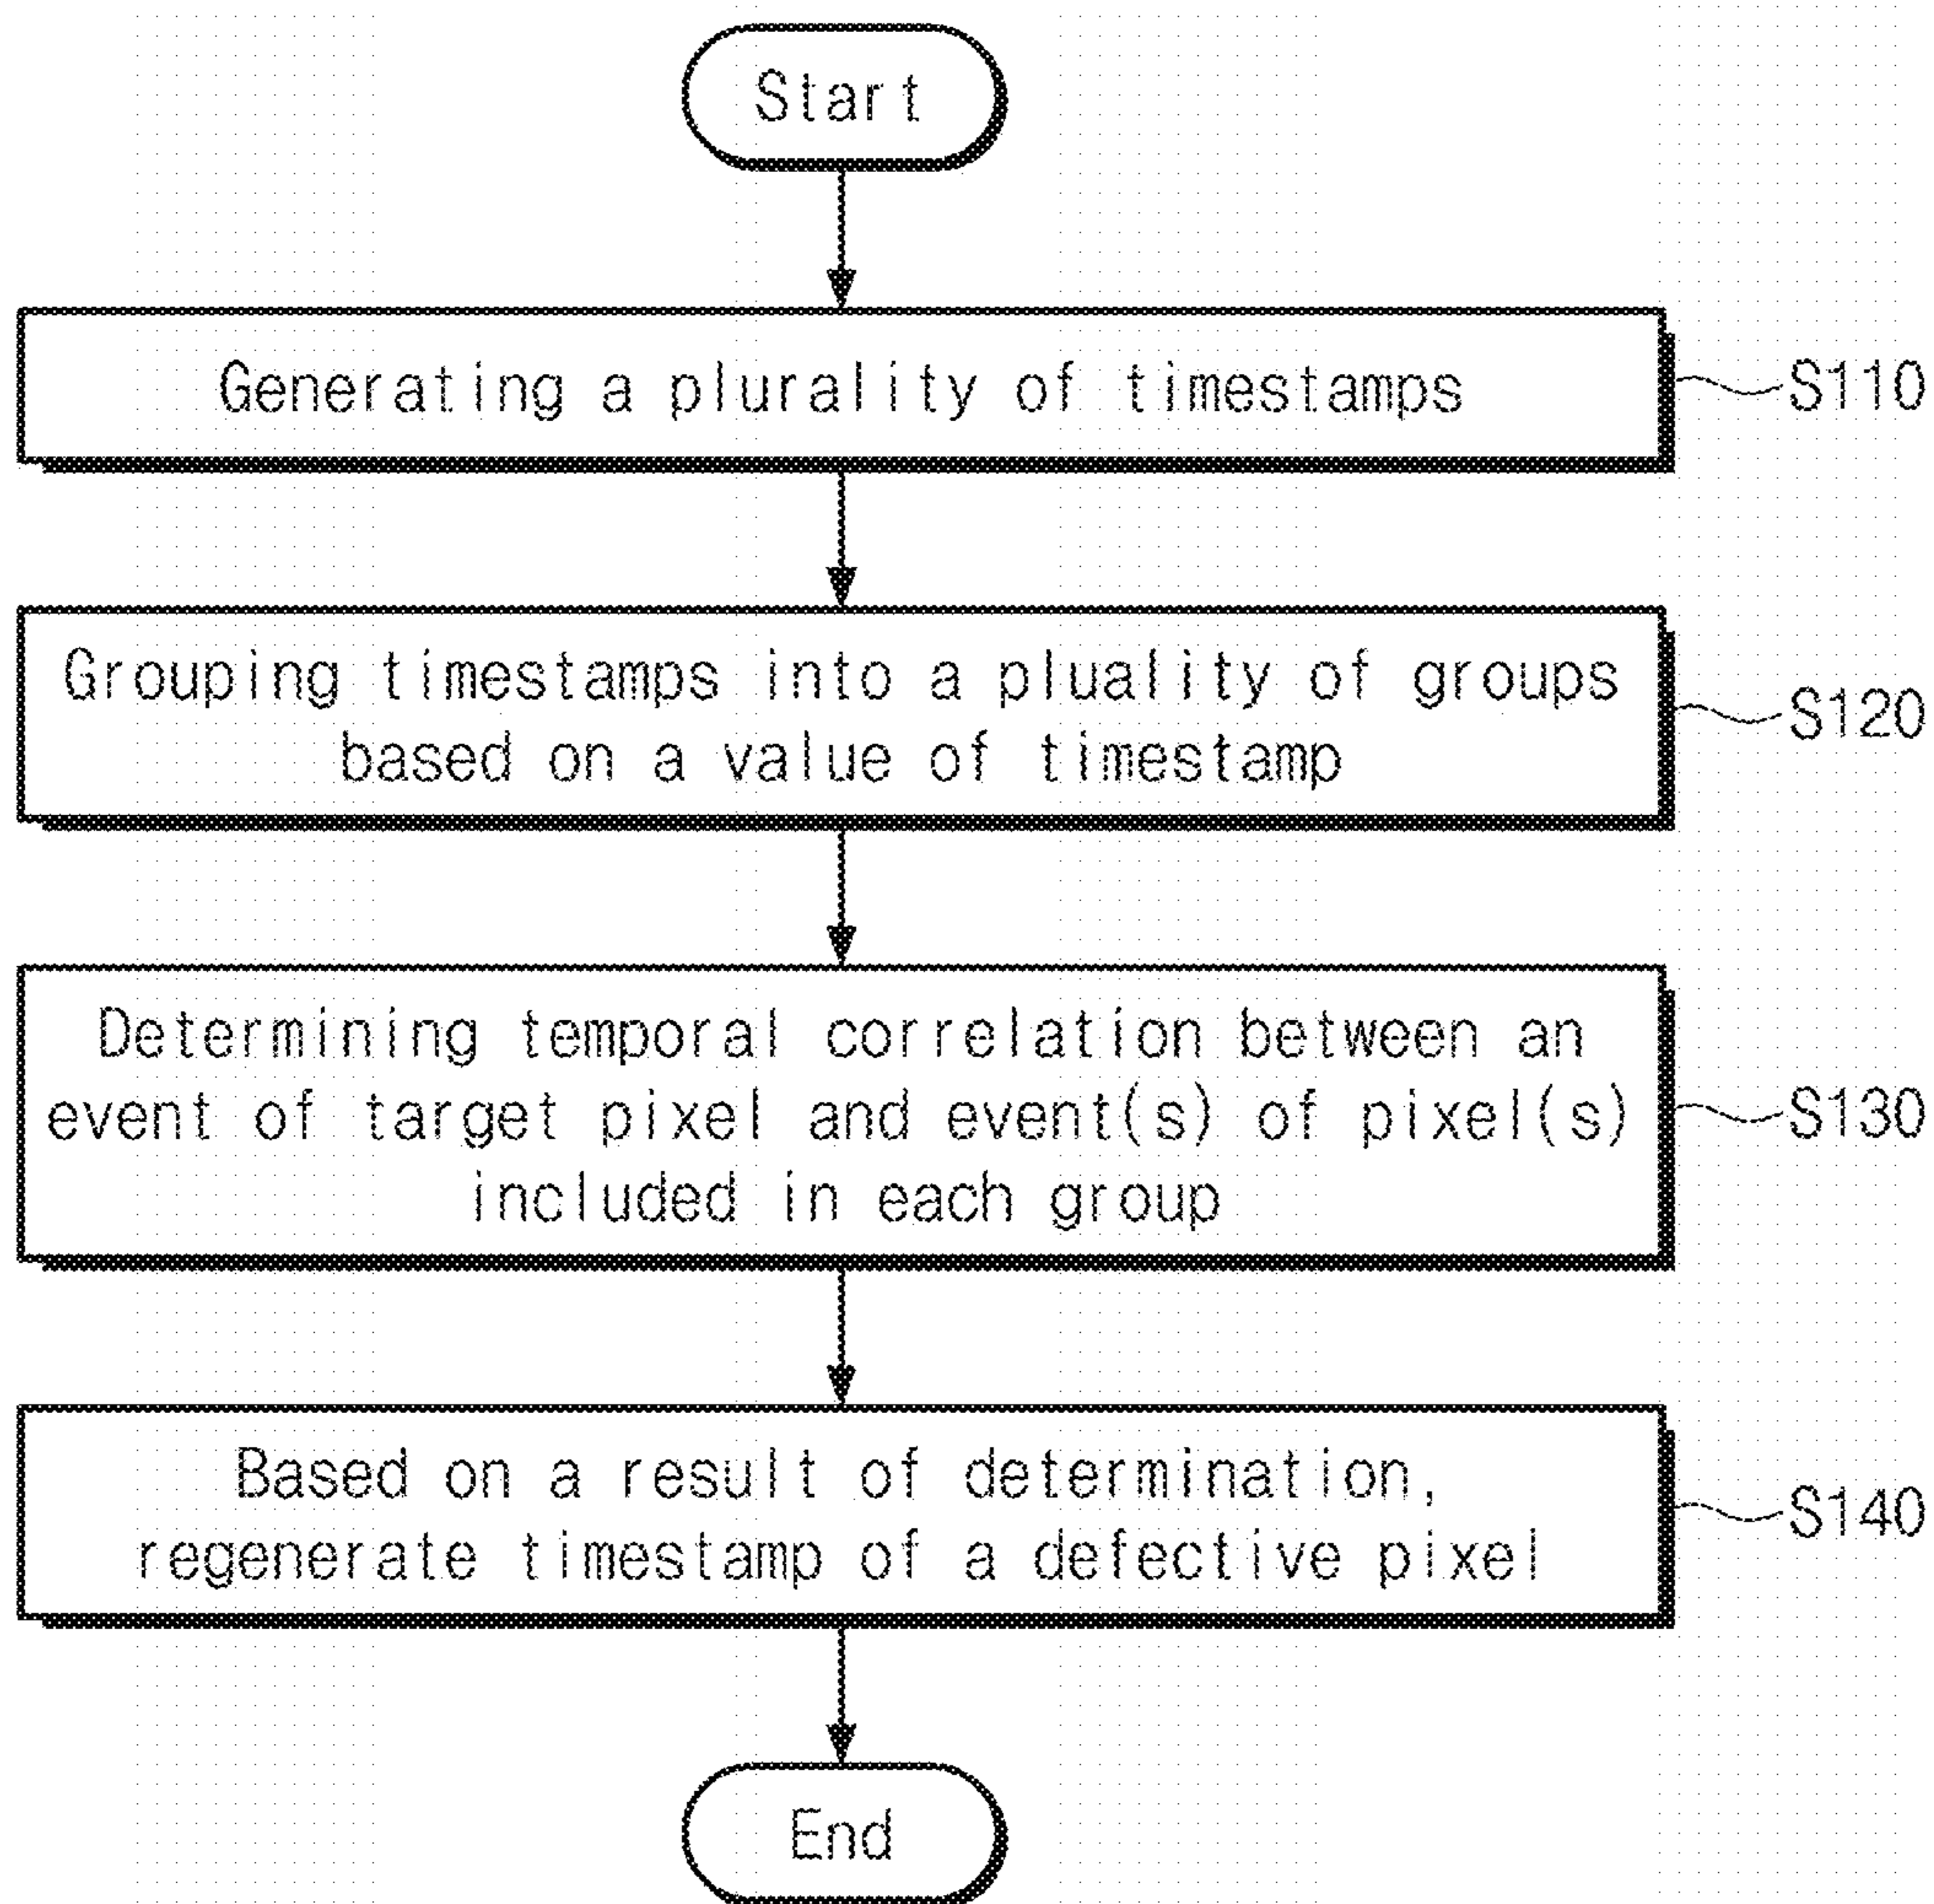 Start
Generating a plurality of timestamps
S110
Grouping timestamps into a pluality of groups
based on a value of timestamp
S120
Determining temporal correlation between an
event of target pixel and event(s) of pixel(s)
included in each group
S130
Based on a result of determination,
regenerate timestamp of a defective pixel
S140
End